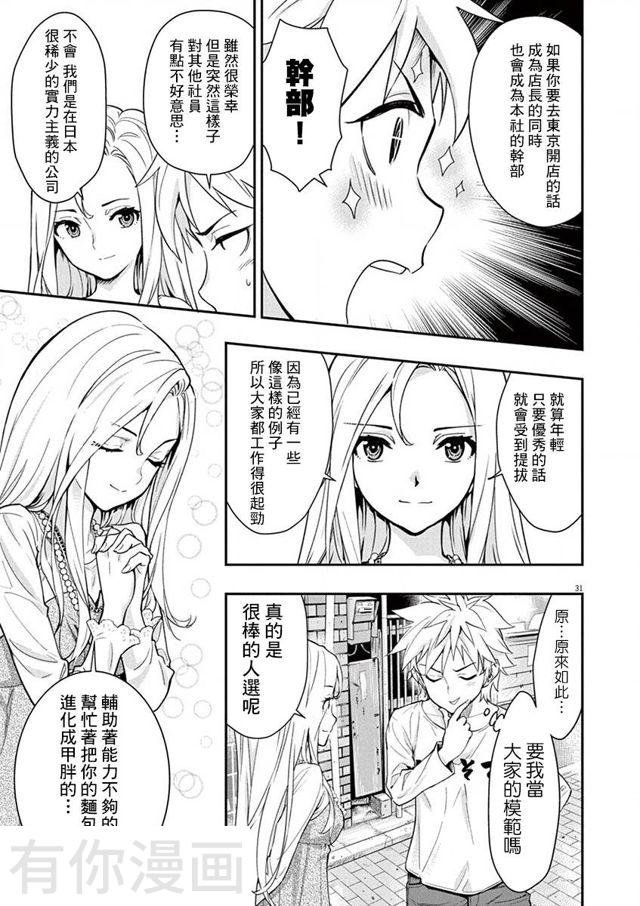 如果你要去東京開店的話
成為店長的同時
也會成為本社的幹部
幹部！
雖然很榮幸
但是突然這樣子
對其他社員
有點不好意思…
不會 我們是在日本
很稀少的實力主義的公司
就算年輕
只要優秀的話
就會受到提拔
因為已經有一些
像這樣的例子
所以大家都工作得很起勁
31
原…原來如此…
要我當
大家的模範嗎
真的是
很棒的人選呢
輔助著能力不夠的
幫忙著把你的麵包
進化成甲胖的…
有你漫画